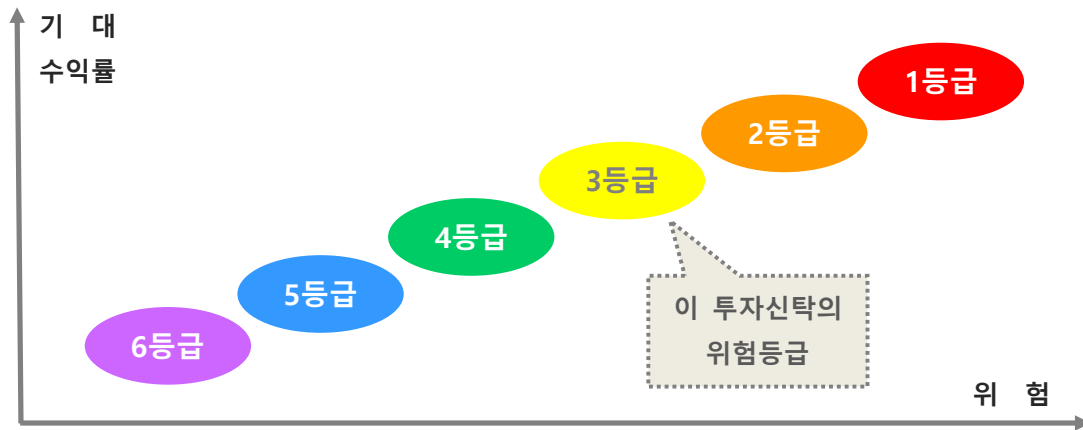 기 대
수익률
1등급
2등급
3등급
4등급
5등급
6등급
이 투자신탁의
위험등급
위 험